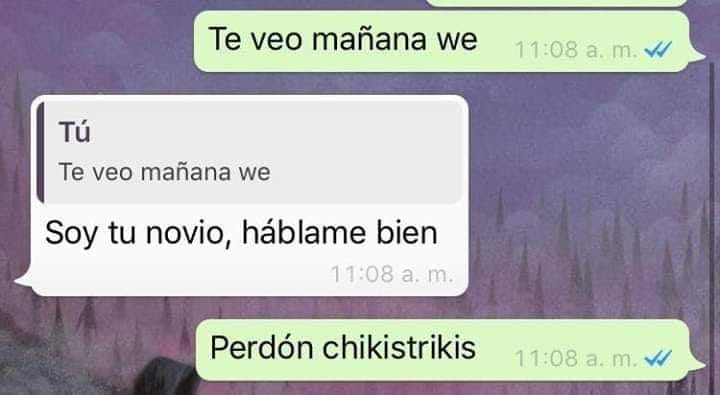 Te veo mañana we 11:08 a. m.
Tú
Te veo mañana we
Soy tu novio, háblame bien
11:08 a. m.
Perdón chikistrikis 11:08 a. m.